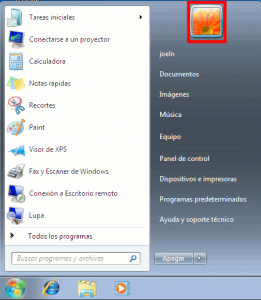 Tareas iniciales
Conectarse a un proyector
Calculadora
Notas rápidas
Recortes
Paint
Visor de XPS
Fax y Escáner de Windows
Conexión a Escritorio remoto
Lupa
Todos los programas
Buscar programas y archivos
joeln
Documentos
Imágenes
Música
Equipo
Panel de control
Dispositivos e impresoras
Programas predeterminados
Ayuda y soporte técnico
Apagar